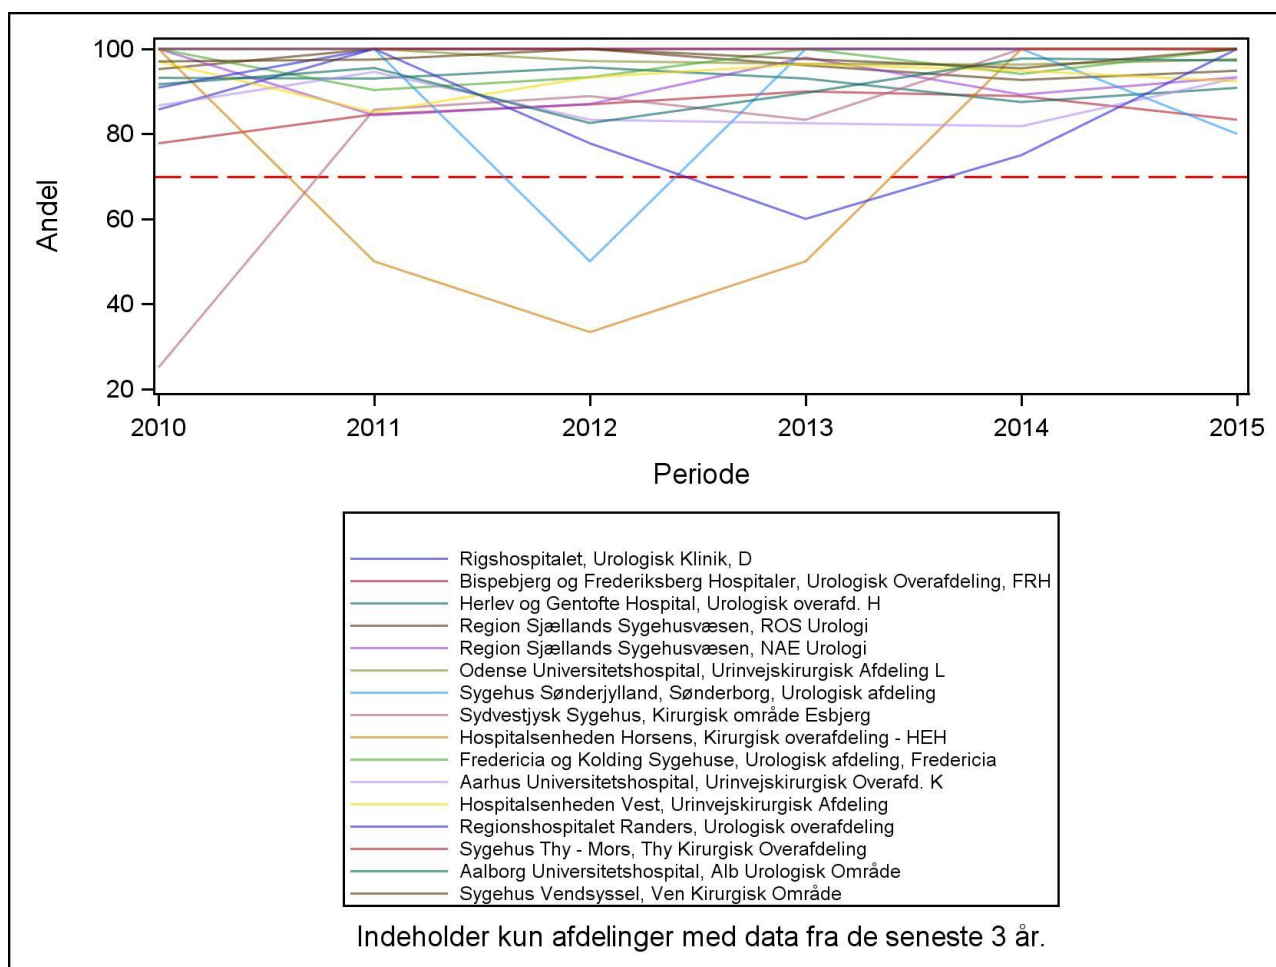 100
80
60
40
20
Andel
2010 2011 2012 2013 2014 2015
Periode
Rigshospitalet, Urologisk Klinik, D
Bispebjerg og Frederiksberg Hospitaler, Urologisk Overafdeling, FRH
Herlev og Gentofte Hospital, Urologisk overafd. H
Region Sjællands Sygehusvæsen, ROS Urologi
Region Sjællands Sygehusvæsen, NAE Urologi
Odense Universitetshospital, Urinvejskirurgisk Afdeling L
Sygehus Sønderjylland, Sønderborg, Urologisk afdeling
Sydvestjysk Sygehus, Kirurgisk område Esbjerg
Hospitalsenheden Horsens, Kirurgisk overafdeling - HEH
Fredericia og Kolding Sygehuse, Urologisk afdeling, Fredericia
Aarhus Universitetshospital, Urinvejskirurgisk Overafd. K
Hospitalsenheden Vest, Urinvejskirurgisk Afdeling
Regionshospitalet Randers, Urologisk overafdeling
Sygehus Thy - Mors, Thy Kirurgisk Overafdeling
Aalborg Universitetshospital, Alb Urologisk Område
Sygehus Vendsyssel, Ven Kirurgisk Område
Indeholder kun afdelinger med data fra de seneste 3 år.